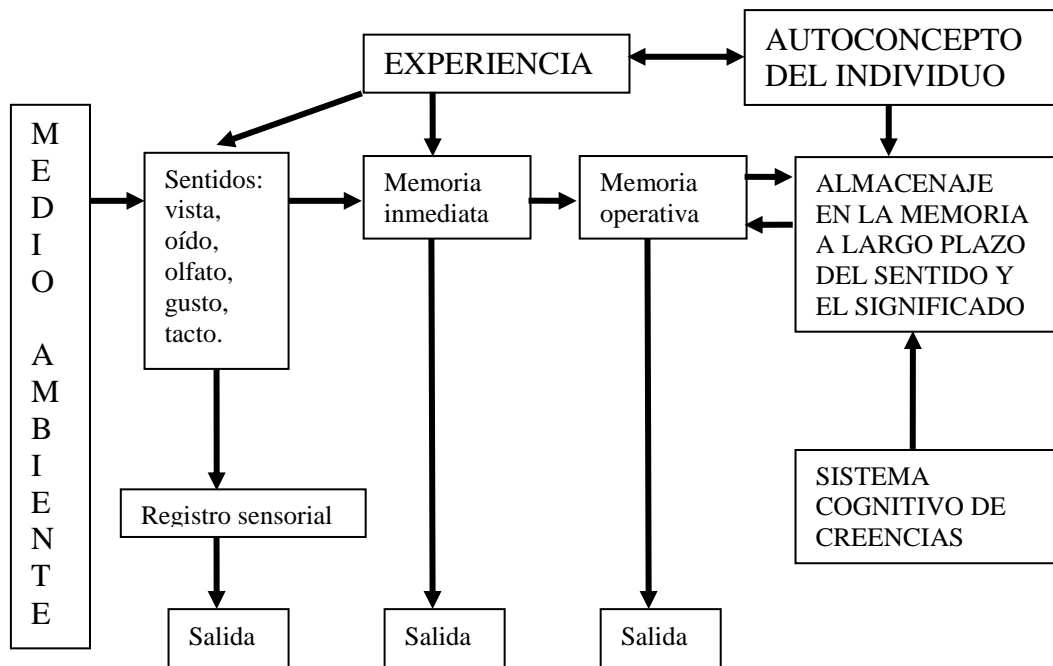 EXPERIENCIA
AUTOCONCEPTO
DEL INDIVIDUO
M
E
D
I
O
A
M
B
I
E
N
T
E
Sentidos:
vista,
oído,
olfato,
gusto,
tacto.
Memoria
inmediata
Memoria
operativa
ALMACENAJE
EN LA MEMORIA
A LARGO PLAZO
DEL SENTIDO Y
EL SIGNIFICADO
Registro sensorial
SISTEMA
COGNITIVO DE
CREENCIAS
Salida
Salida
Salida